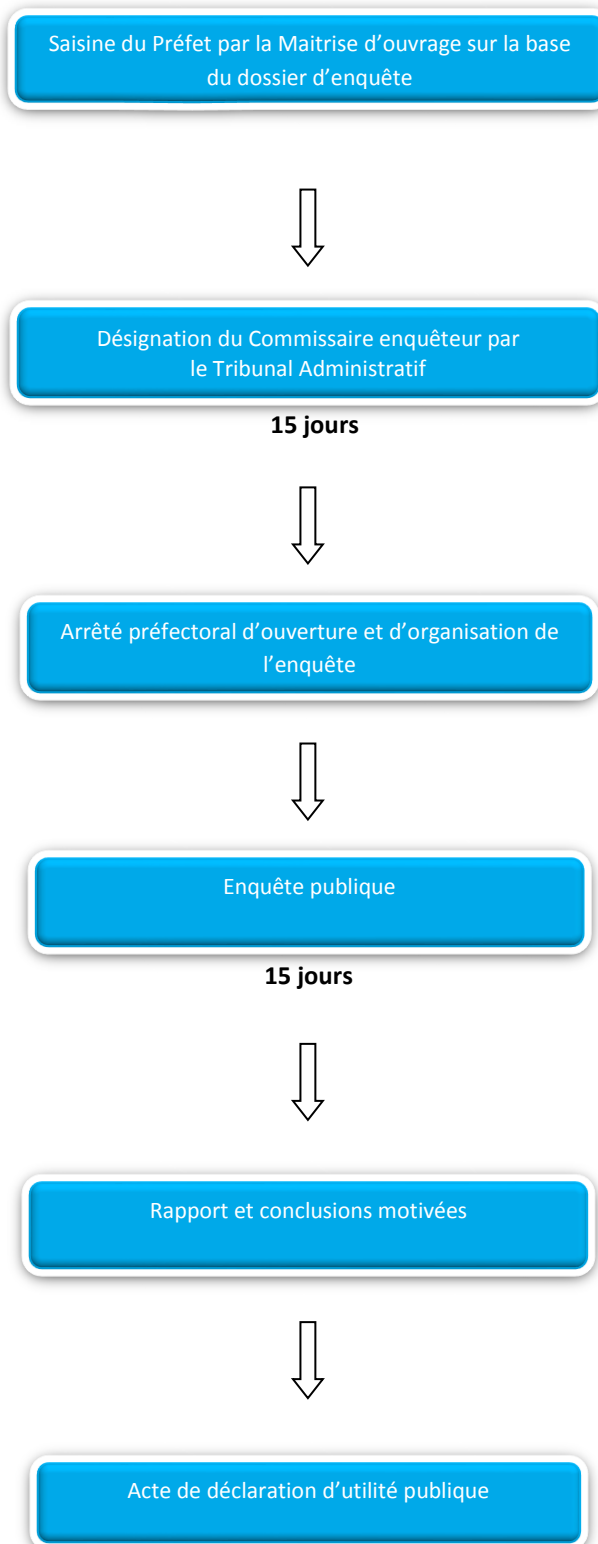 Saisine du Préfet par la Maitrise d’ouvrage sur la base
du dossier d’enquête
Désignation du Commissaire enquêteur par
le Tribunal Administratif
15 jours
Arrêté préfectoral d’ouverture et d’organisation de
l’enquête
Enquête publique
15 jours
Rapport et conclusions motivées
Acte de déclaration d’utilité publique